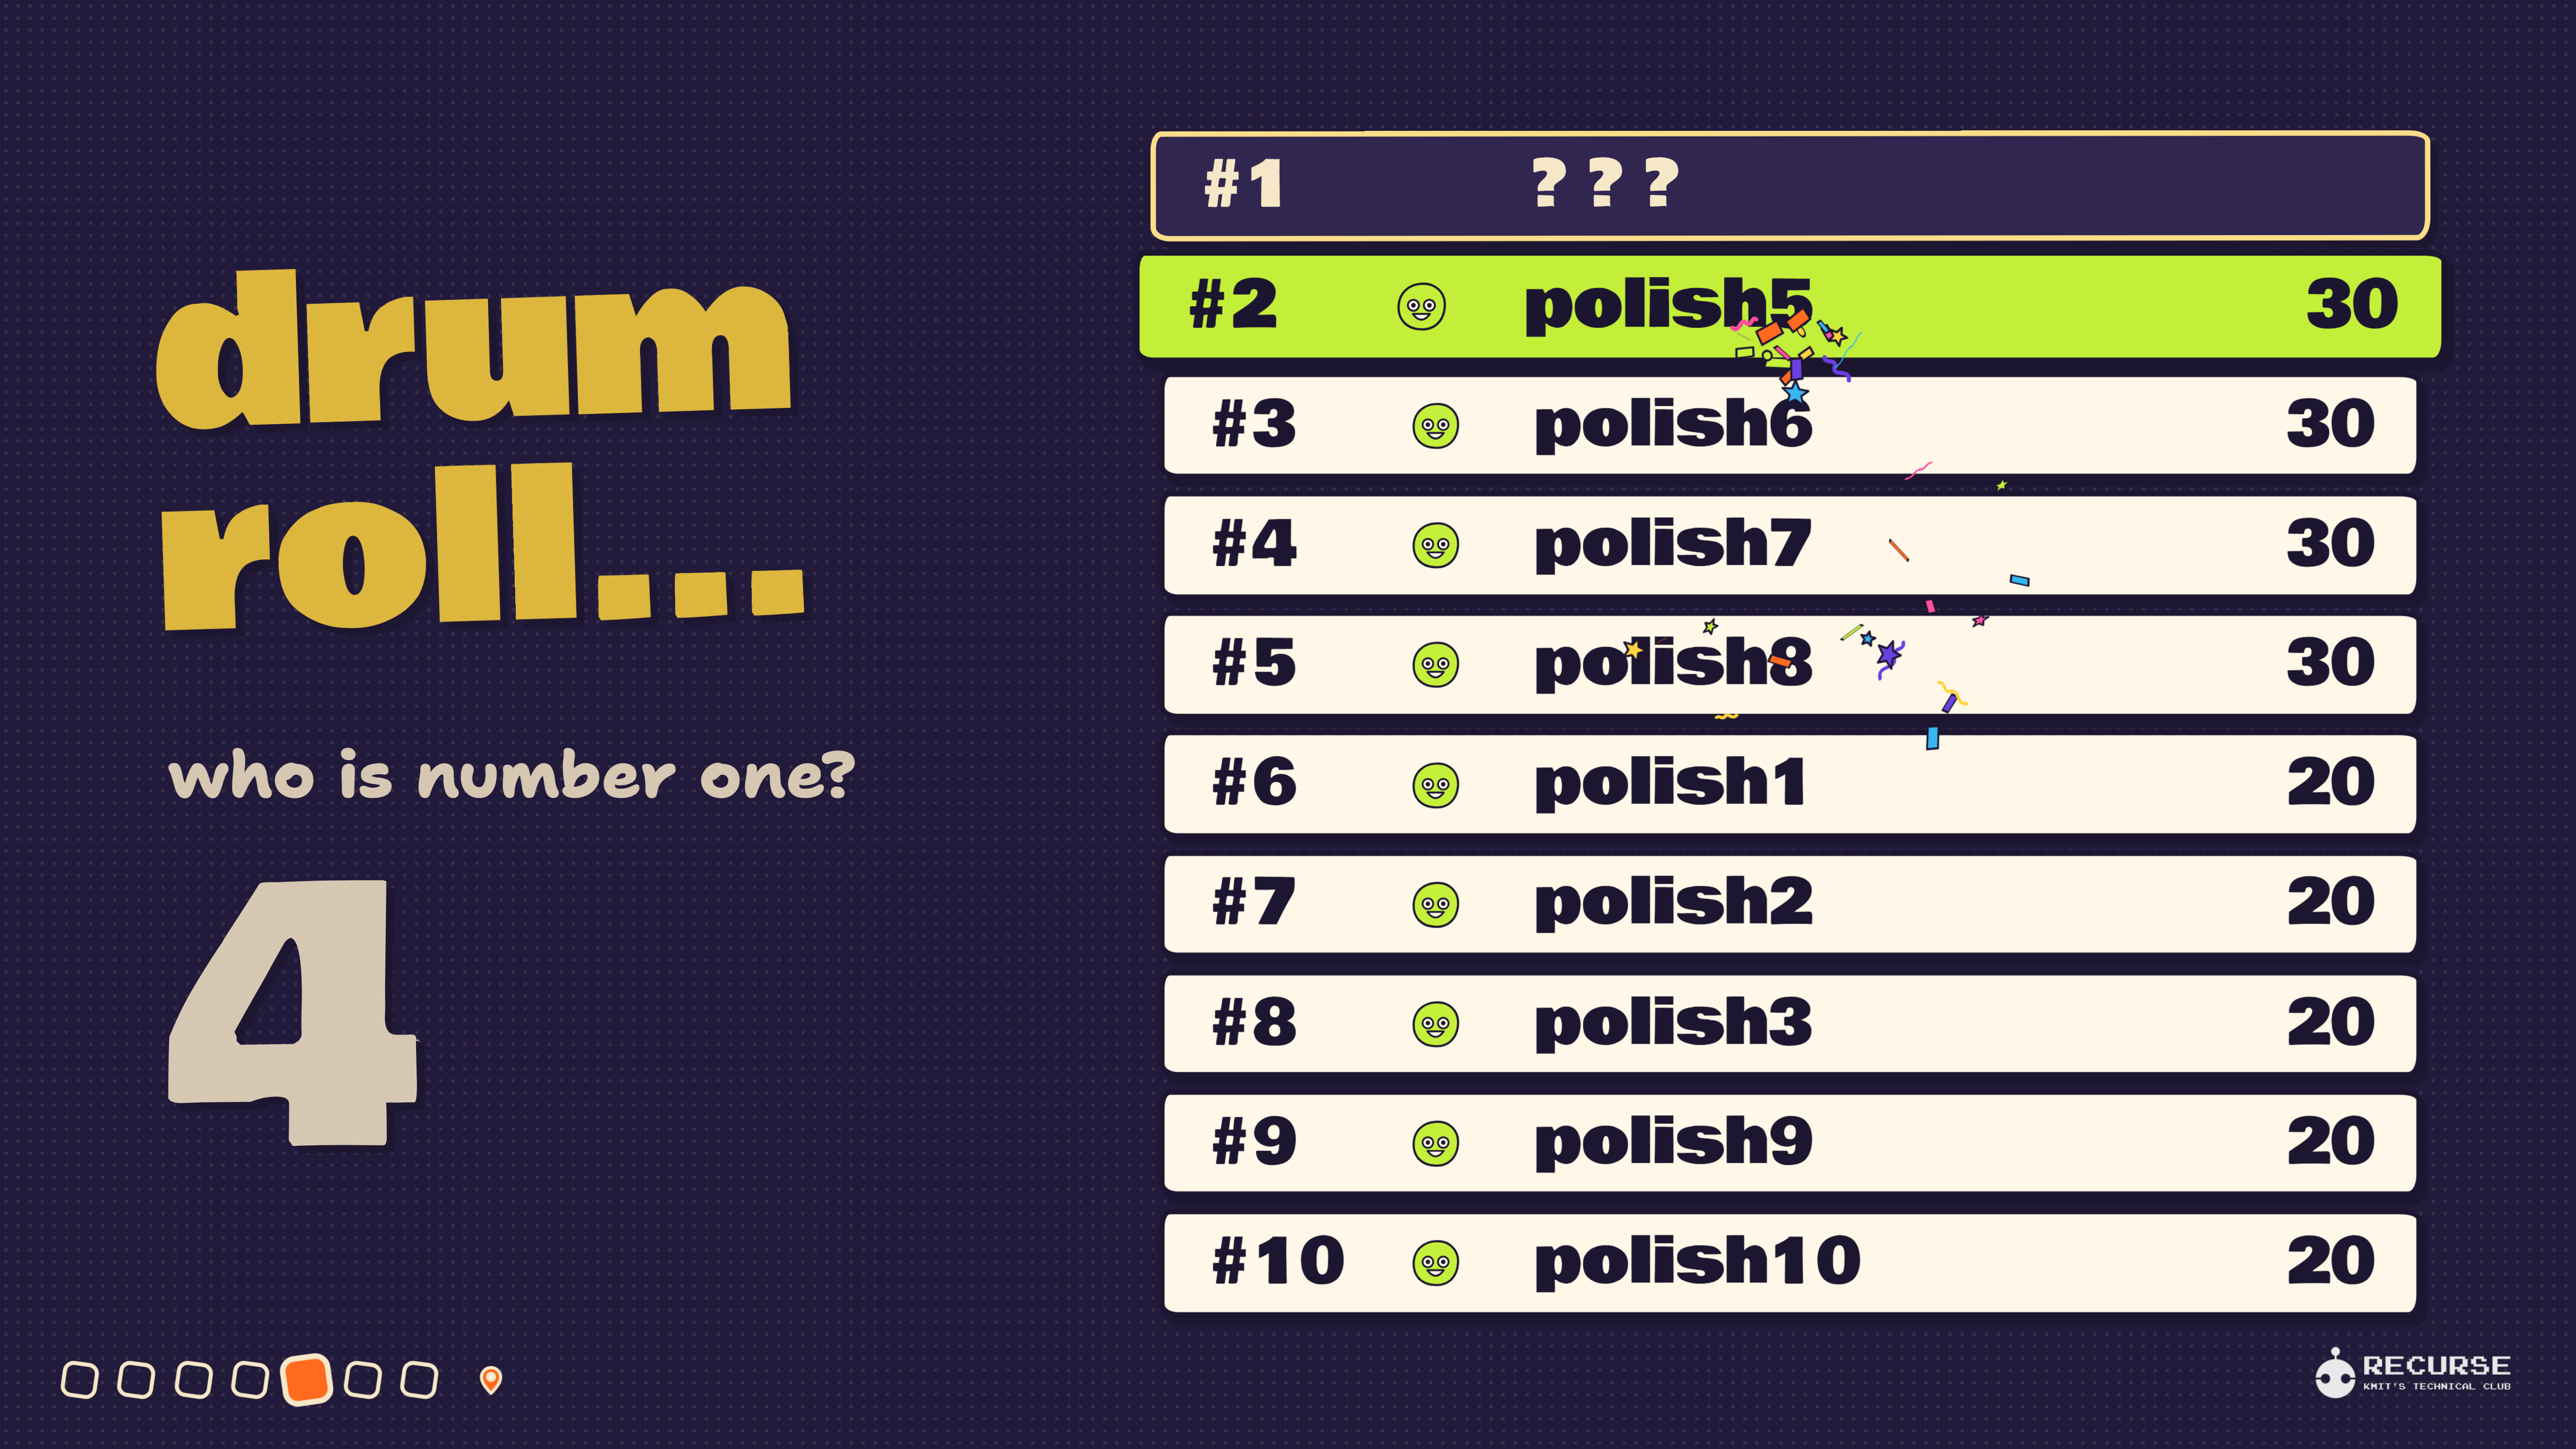 drum
roll...
who is number one?
4
#1 ???
#2 polish5 30
#3 polish6 30
#4 polish7 30
#5 polish8 30
#6 polish1 20
#7 polish2 20
#8 polish3 20
#9 polish9 20
#10 polish10 20
RECURSE
KMIT'S TECHNICAL CLUB